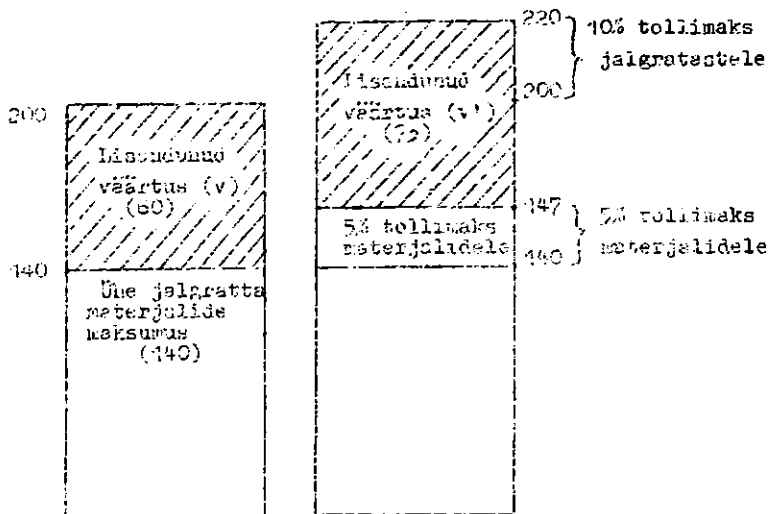 200
Lisandunud
väärtus (v)
(60)
140
Ühe jalgratta
materjalide
maksumus
(140)
220
10% tollimaks
jalgratastele
200
Lisandunud
väärtus (v')
(73)
147
5% tollimaks
materjalidele
140
5% tollimaks
materjalidele